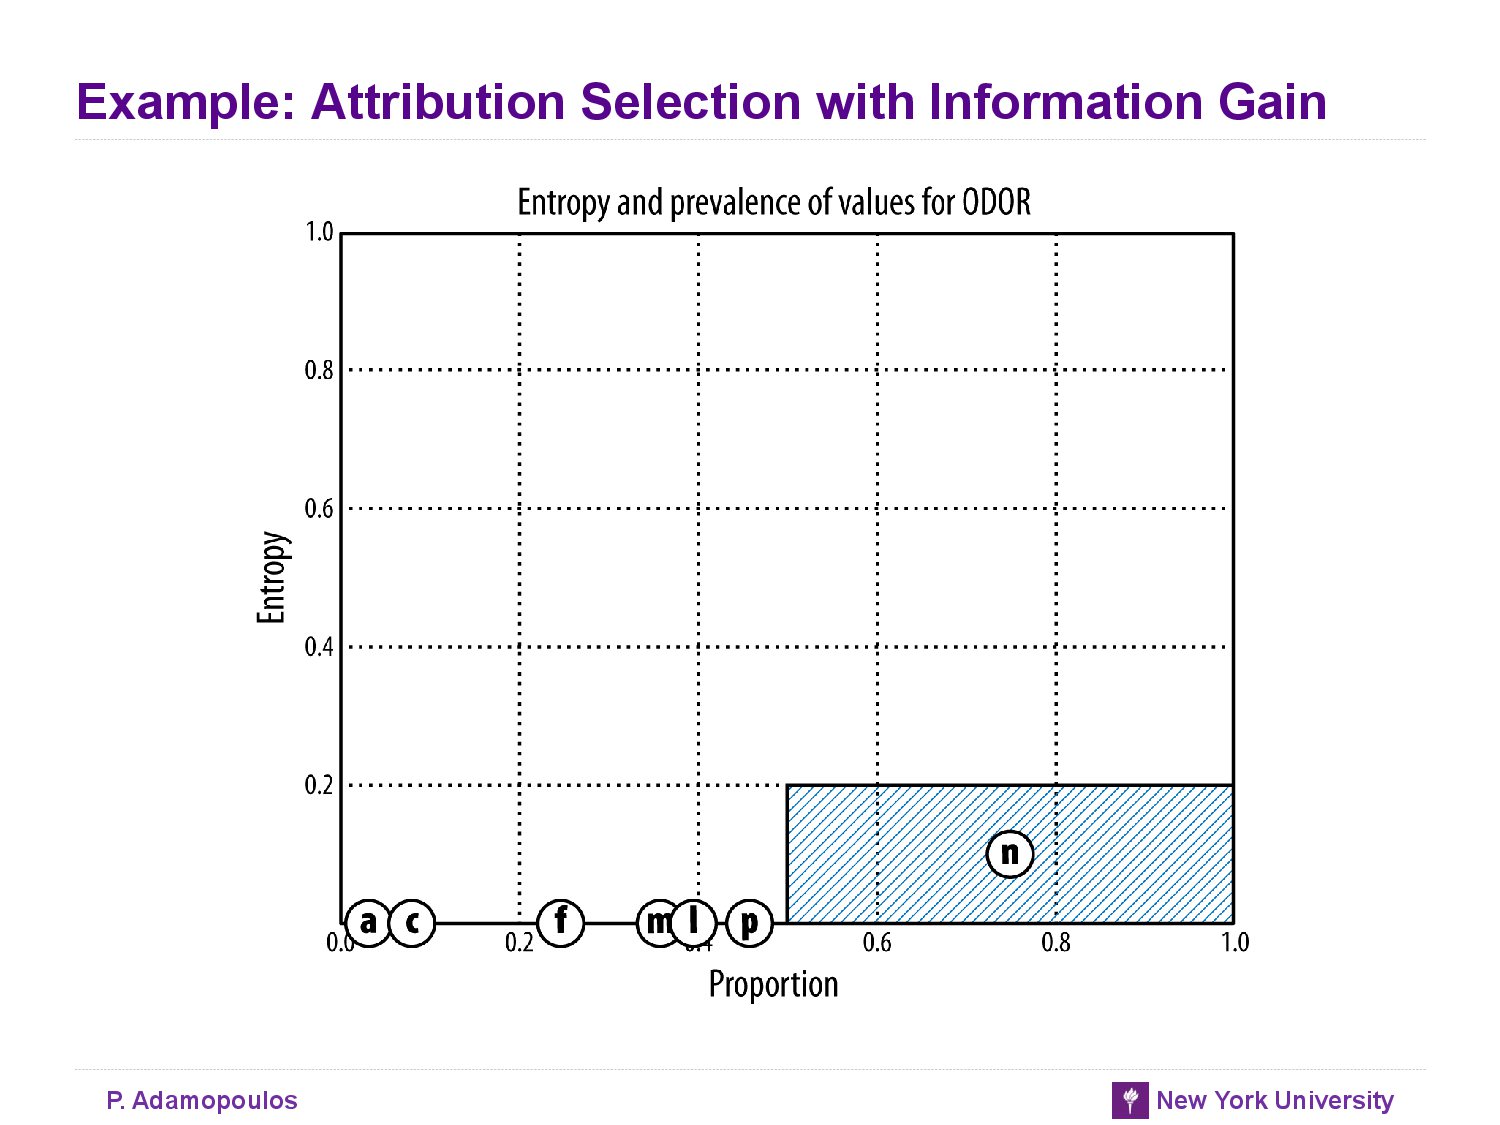 Example: Attribution Selection with Information Gain
Entropy and prevalence of values for ODOR
1.0
0.8
0.6
Entropy
0.4
0.2
n
a c f m l p
0.0 0.2 0.4 0.6 0.8 1.0
Proportion
P. Adamopoulos
New York University